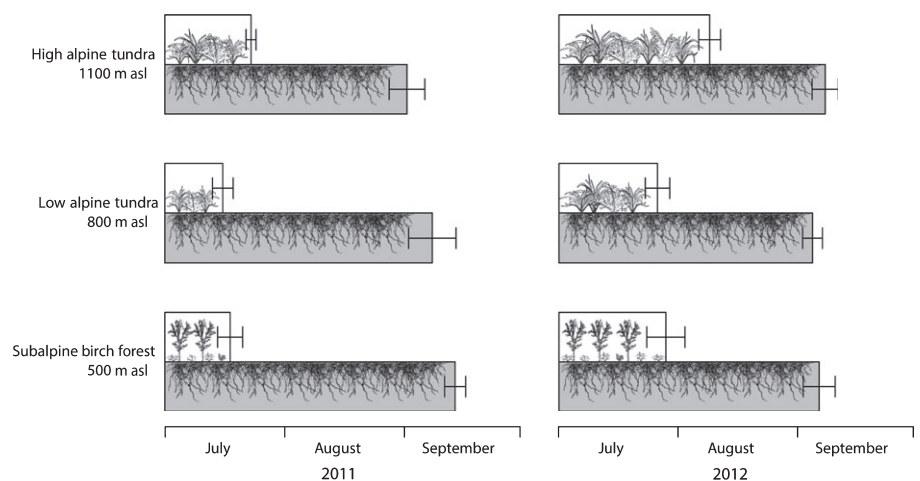 High alpine tundra
1100 m asl
Low alpine tundra
800 m asl
Subalpine birch forest
500 m asl
July August September July August September
2011 2012